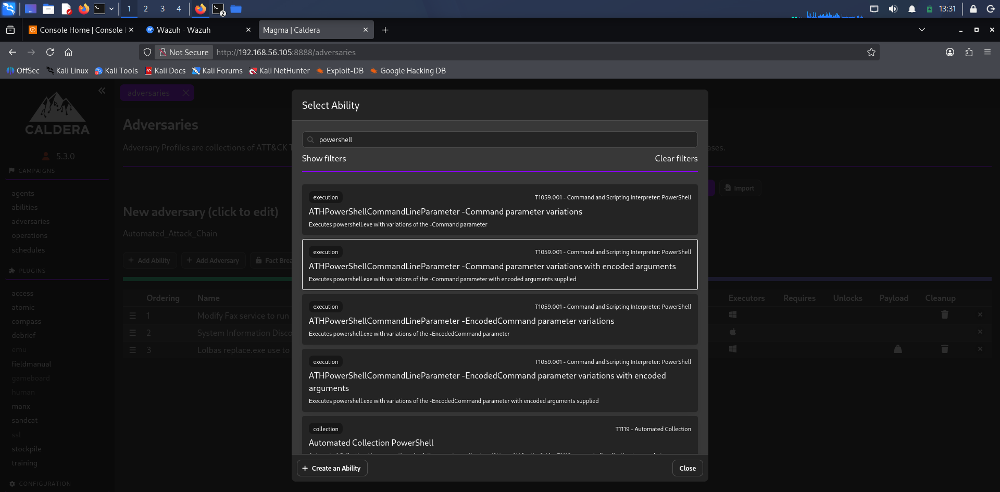 1
2
3
4
2
13:31
Console Home | Console
Wazuh - Wazuh
Magma | Caldera
Not Secure
http://192.168.56.105:8888/adversaries
OffSec
Kali Linux
Kali Tools
Kali Docs
Kali Forums
Kali NetHunter
Exploit-DB
Google Hacking DB
CALDERA
5.3.0
CAMPAIGNS
agents
abilities
adversaries
operations
schedules
PLUGINS
access
atomic
compass
debrief
emu
fieldmanual
gameboard
human
manx
sandcat
ssl
stockpile
training
CONFIGURATION
adversaries
Adversaries
Adversary Profiles are collections of ATT&CK
ases.
Import
New adversary (click to edit)
Automated_Attack_Chain
Add Ability
Add Adversary
Fact Brea
Ordering
Name
Executors
Requires
Unlocks
Payload
Cleanup
1
Modify Fax service to run
2
System Information Disco
3
Lolbas replace.exe use to
Select Ability
powershell
Show filters
Clear filters
execution
T1059.001 - Command and Scripting Interpreter: PowerShell
ATHPowerShellCommandLineParameter -Command parameter variations
Executes powershell.exe with variations of the -Command parameter
execution
T1059.001 - Command and Scripting Interpreter: PowerShell
ATHPowerShellCommandLineParameter -Command parameter variations with encoded arguments
Executes powershell.exe with variations of the -Command parameter with encoded arguments supplied
execution
T1059.001 - Command and Scripting Interpreter: PowerShell
ATHPowerShellCommandLineParameter -EncodedCommand parameter variations
Executes powershell.exe with variations of the -EncodedCommand parameter
execution
T1059.001 - Command and Scripting Interpreter: PowerShell
ATHPowerShellCommandLineParameter -EncodedCommand parameter variations with encoded
arguments
Executes powershell.exe with variations of the -EncodedCommand parameter with encoded arguments supplied
collection
T1119 - Automated Collection
Automated Collection PowerShell
Create an Ability
Close